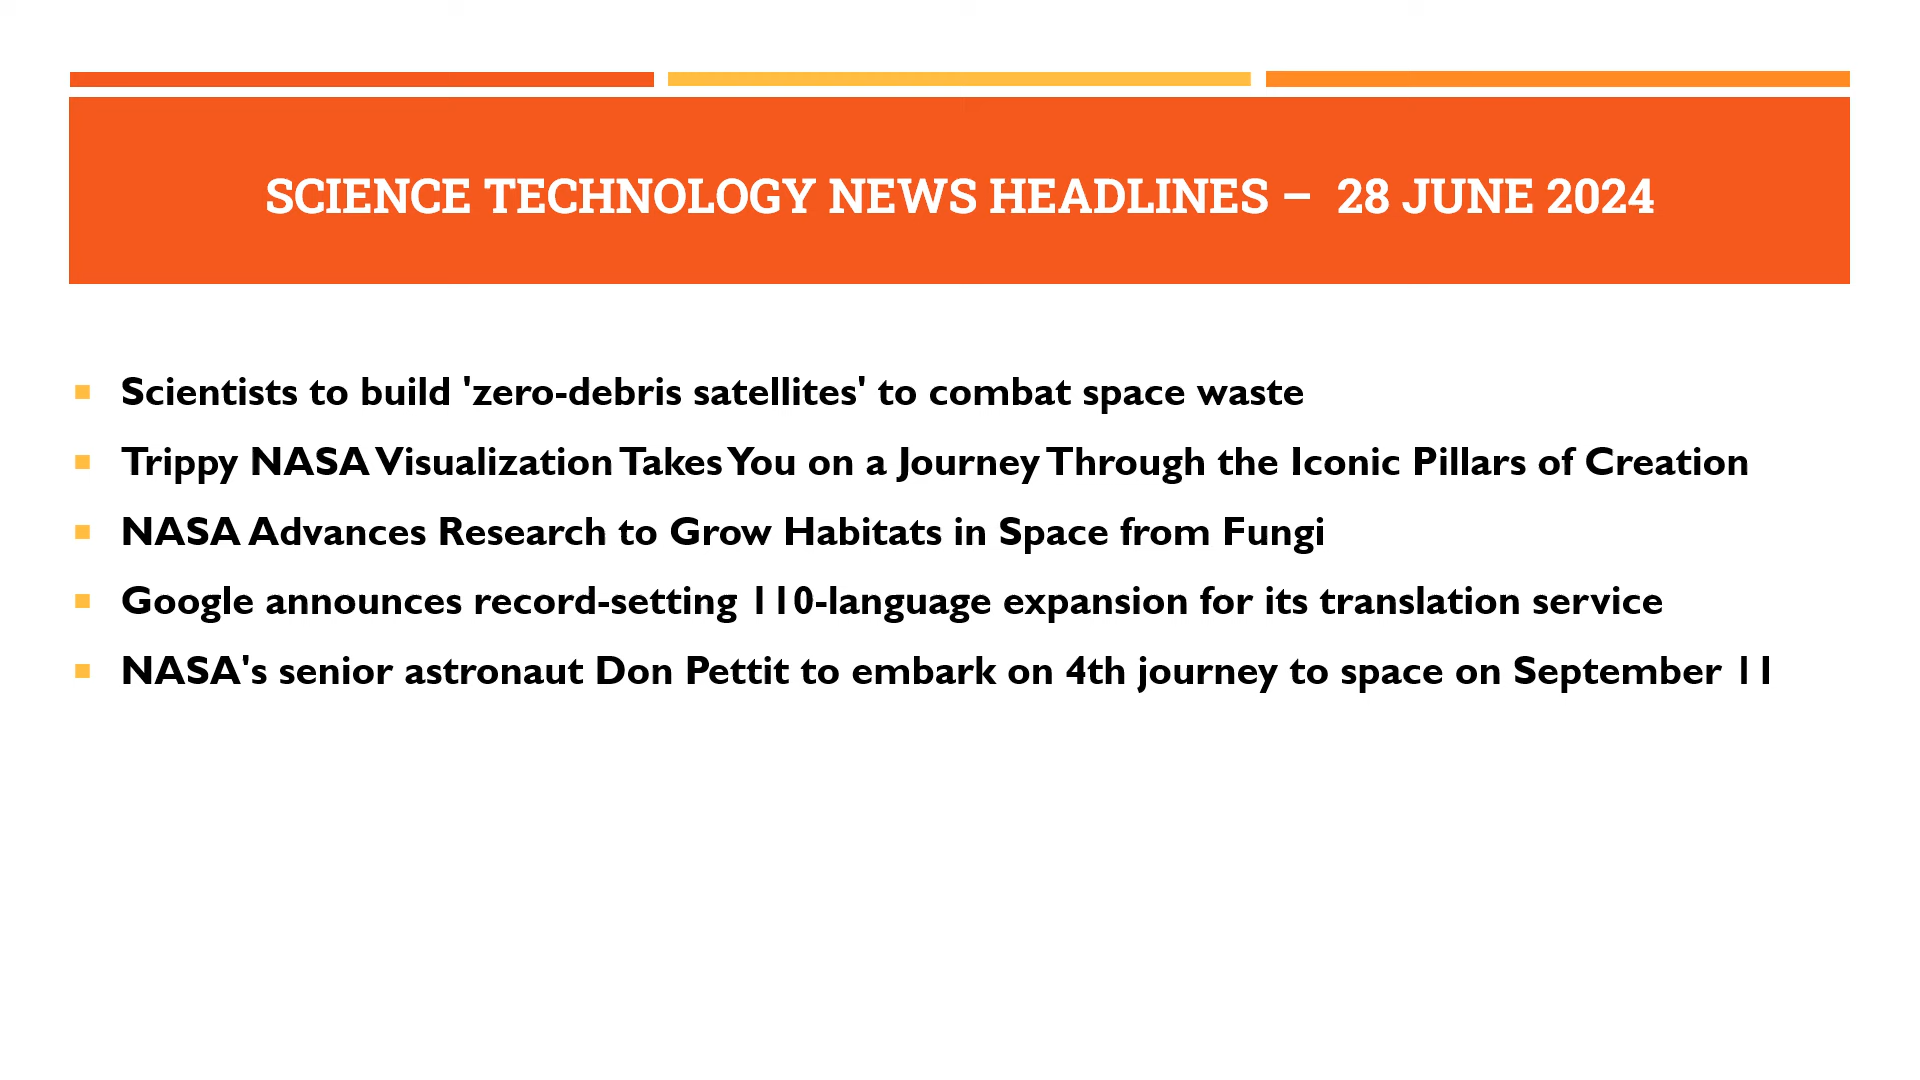 SCIENCE TECHNOLOGY NEWS HEADLINES – 28 JUNE 2024
Scientists to build 'zero-debris satellites' to combat space waste
Trippy NASA Visualization Takes You on a Journey Through the Iconic Pillars of Creation
NASA Advances Research to Grow Habitats in Space from Fungi
Google announces record-setting 110-language expansion for its translation service
NASA's senior astronaut Don Pettit to embark on 4th journey to space on September 11